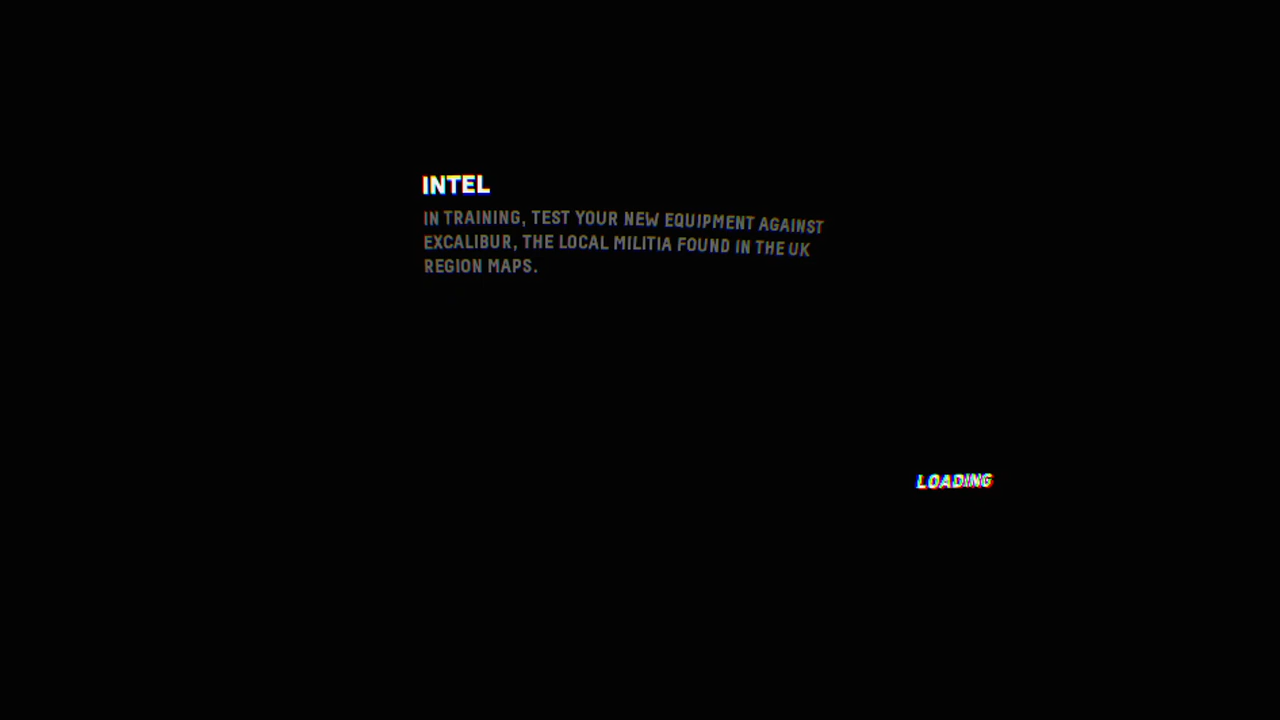 INTEL
IN TRAINING, TEST YOUR NEW EQUIPMENT AGAINST
EXCALIBUR, THE LOCAL MILITIA FOUND IN THE UK
REGION MAPS.
LOADING